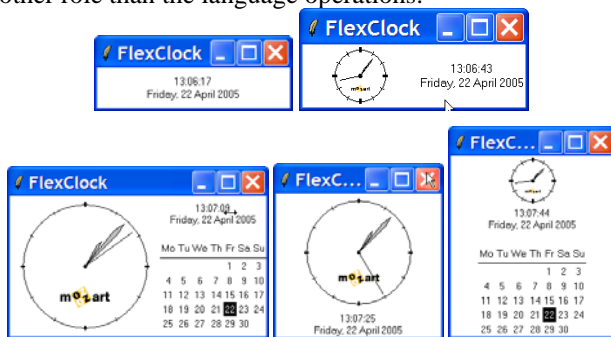 other role than the language operations.
FlexClock
13:06:17
Friday, 22 April 2005
FlexClock
mozart
13:06:43
Friday, 22 April 2005
FlexClock
mozart
13:07:09
Friday, 22 April 2005
Mo Tu We Th Fr Sa Su
1 2 3
4 5 6 7 8 9 10
11 12 13 14 15 16 17
18 19 20 21 22 23 24
25 26 27 28 29 30
FlexC...
mozart
13:07:25
Friday, 22 April 2005
FlexC...
13:07:44
Friday, 22 April 2005
Mo Tu We Th Fr Sa Su
1 2 3
4 5 6 7 8 9 10
11 12 13 14 15 16 17
18 19 20 21 22 23 24
25 26 27 28 29 30